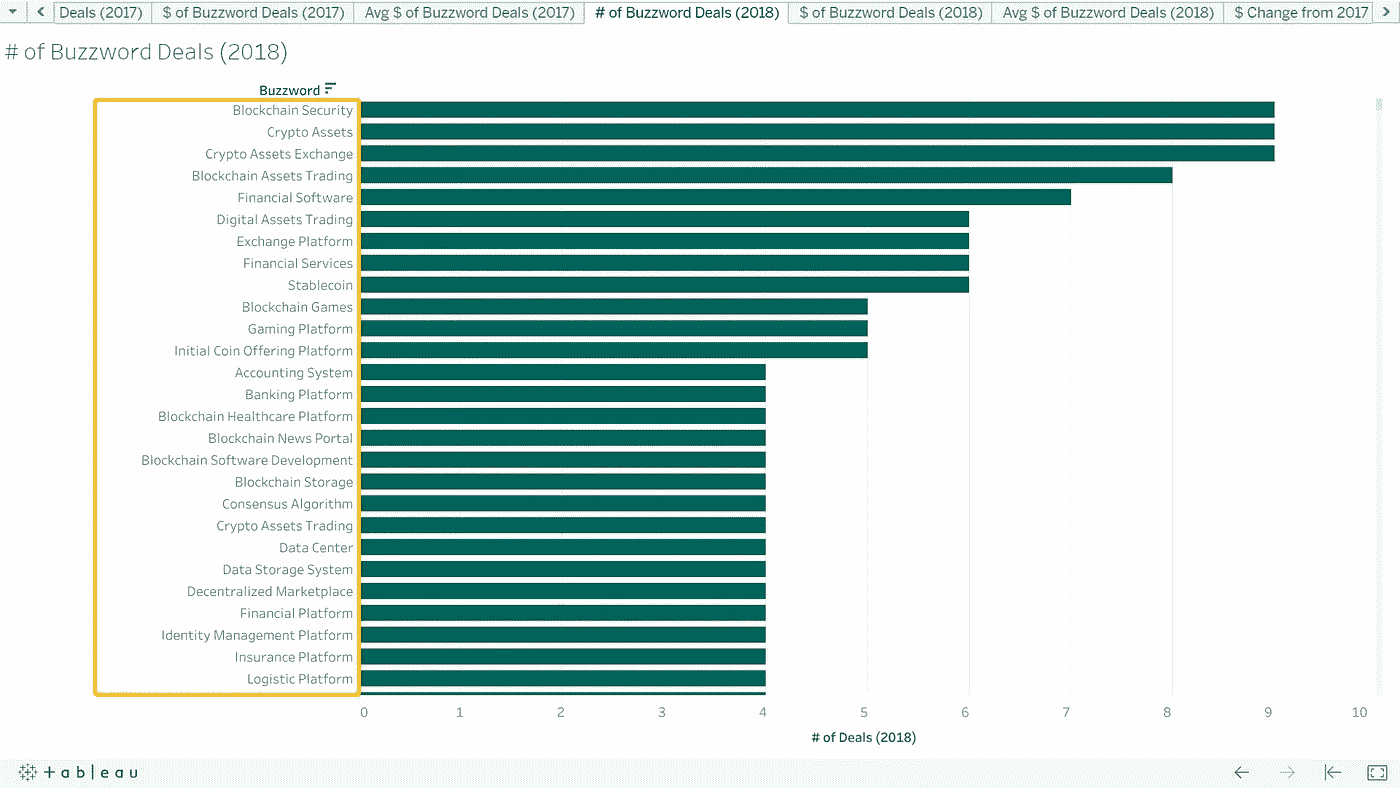 Deals (2017) $ of Buzzword Deals (2017) Avg $ of Buzzword Deals (2017) # of Buzzword Deals (2018) $ of Buzzword Deals (2018) Avg $ of Buzzword Deals (2018) $ Change from 2017
# of Buzzword Deals (2018)
Buzzword
Blockchain Security
Crypto Assets
Crypto Assets Exchange
Blockchain Assets Trading
Financial Software
Digital Assets Trading
Exchange Platform
Financial Services
Stablecoin
Blockchain Games
Gaming Platform
Initial Coin Offering Platform
Accounting System
Banking Platform
Blockchain Healthcare Platform
Blockchain News Portal
Blockchain Software Development
Blockchain Storage
Consensus Algorithm
Crypto Assets Trading
Data Center
Data Storage System
Decentralized Marketplace
Financial Platform
Identity Management Platform
Insurance Platform
Logistic Platform
0 1 2 3 4 5 6 7 8 9 10
# of Deals (2018)
+ableau